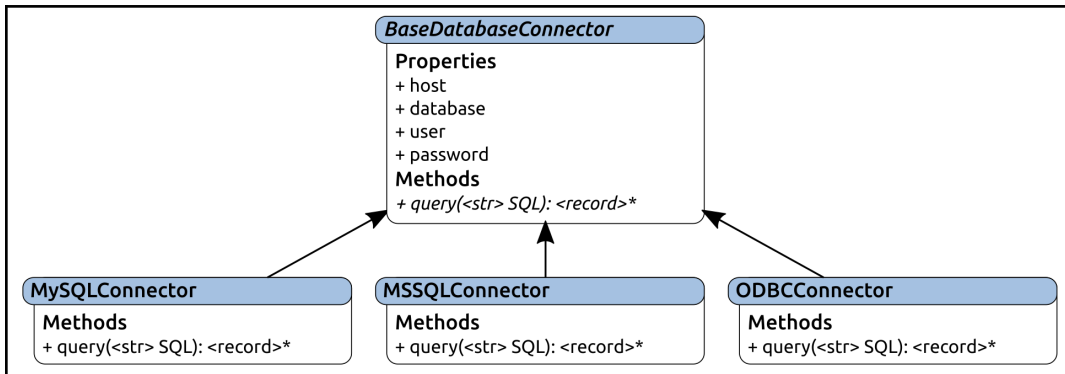 BaseDatabaseConnector
Properties
+ host
+ database
+ user
+ password
Methods
+ query(<str> SQL): <record>*
MySQLConnector
Methods
+ query(<str> SQL): <record>*
MSSQLConnector
Methods
+ query(<str> SQL): <record>*
ODBCConnector
Methods
+ query(<str> SQL): <record>*